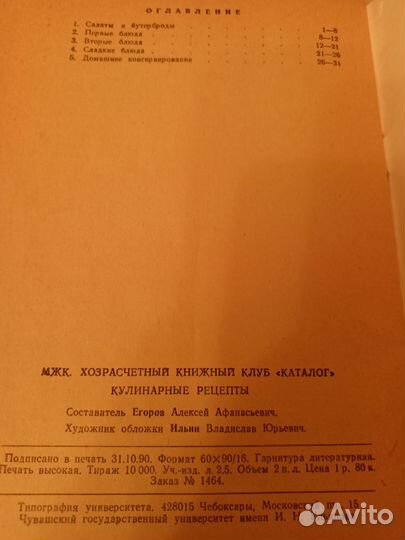 ОГЛАВЛЕНИЕ
1. Салаты и бутерброды . . . . 1—8
2. Первые блюда . . . . . 8—12
3. Вторые блюда . . . . . 12—21
4. Сладкие блюда . . . . . 21—26
5. Домашнее консервирование . . . . 26—31
МЖК. ХОЗРАСЧЕТНЫЙ КНИЖНЫЙ КЛУБ «КАТАЛОГ»
КУЛИНАРНЫЕ РЕЦЕПТЫ
Составитель Егоров Алексей Афанасьевич.
Художник обложки Ильин Владислав Юрьевич.
Подписано в печать 31.10.90. Формат 60×90/16. Гарнитура литературная.
Печать высокая. Тираж 10 000. Уч.-изд. л. 2,5. Объем 2 п.л. Цена 1 р. 80 к.
Заказ № 1464.
Типография университета. 428015 Чебоксары, Московский 15
Чувашский государственный университет имени И.
Avito